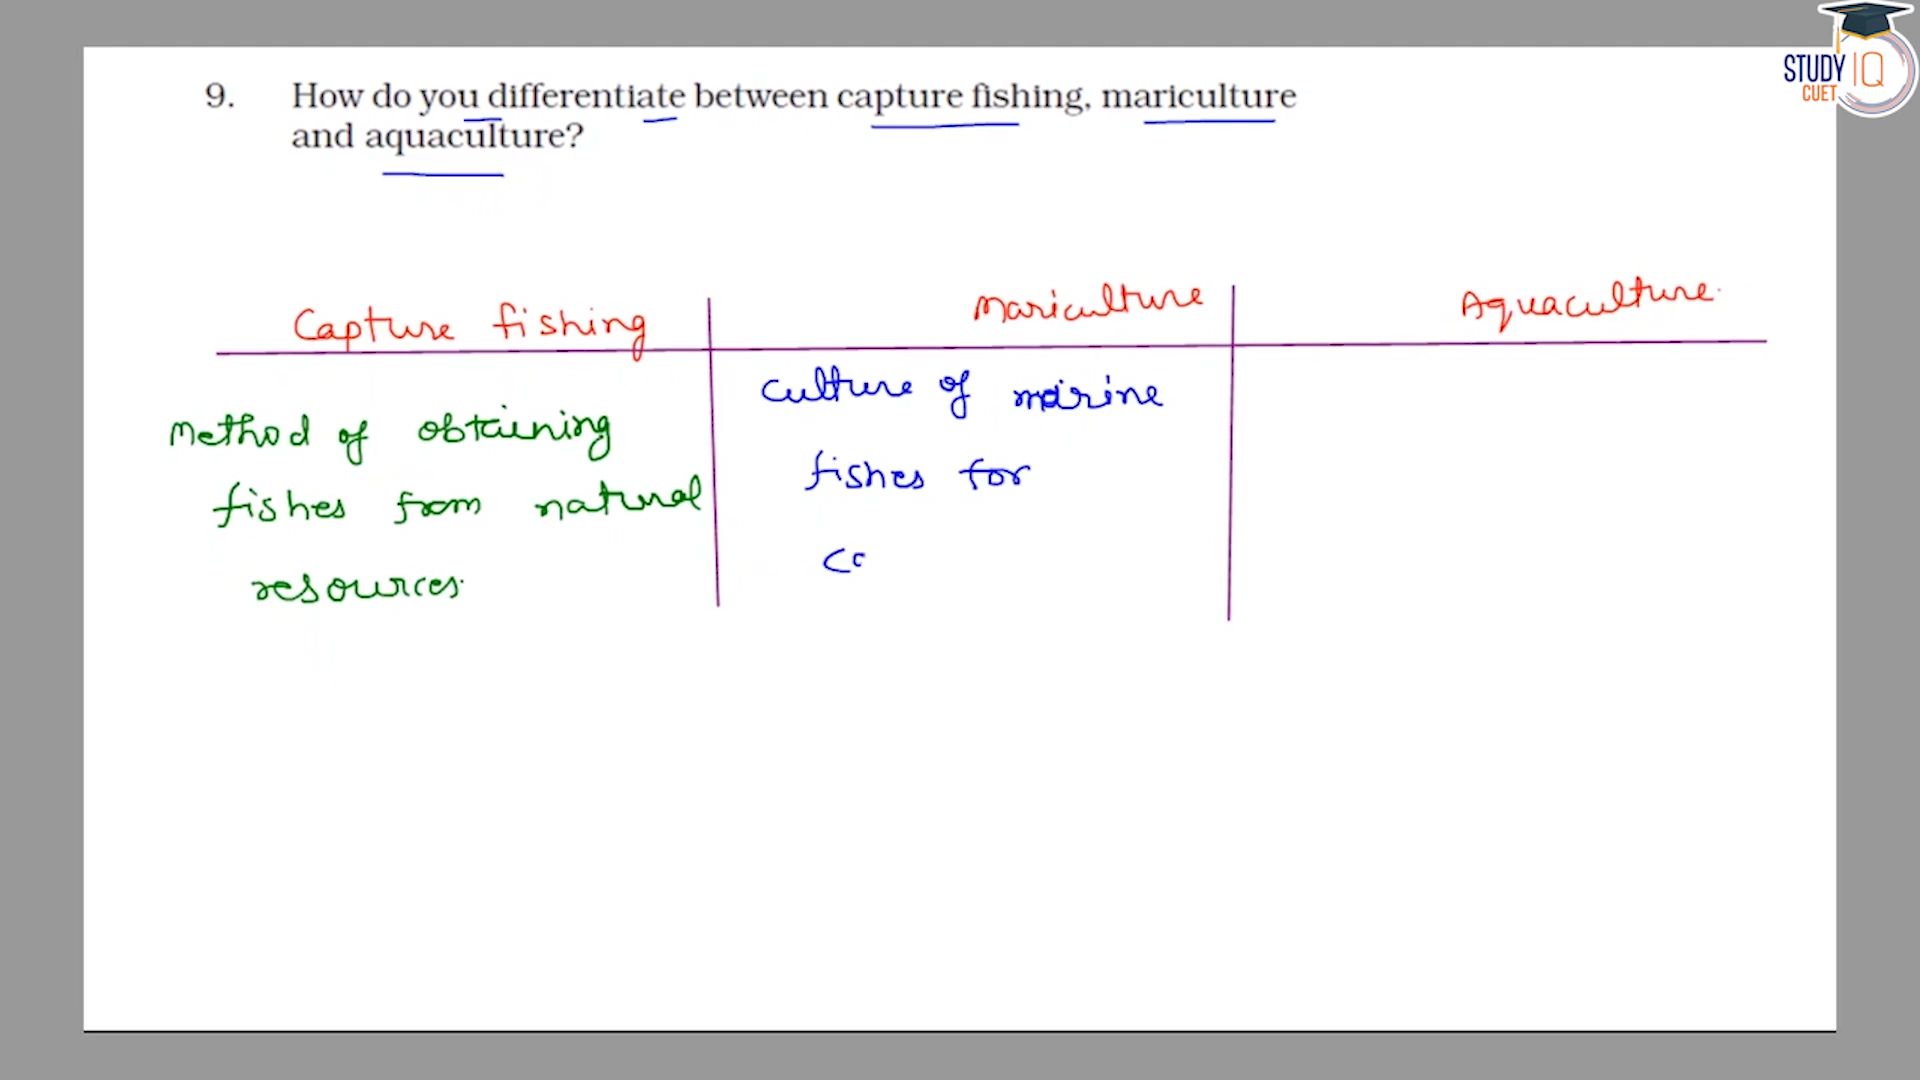 STUDY IQ
CUET
9. How do you differentiate between capture fishing, mariculture
and aquaculture?
Capture fishing
Mariculture
Aquaculture.
Method of obtaining
fishes from natural
resources.
culture of marine
fishes for